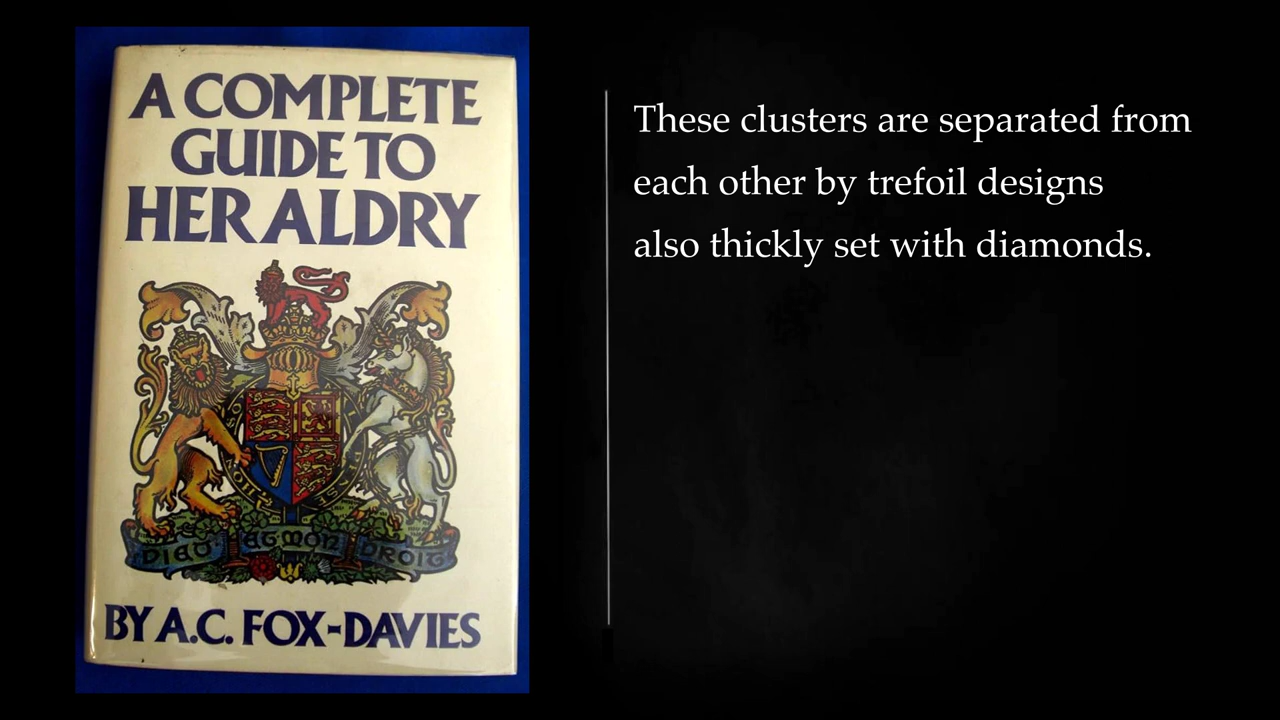 A COMPLETE
GUIDE TO
HERALDRY
DIEU ET MON DROIT
BY A.C. FOX-DAVIES
These clusters are separated from
each other by trefoil designs
also thickly set with diamonds.